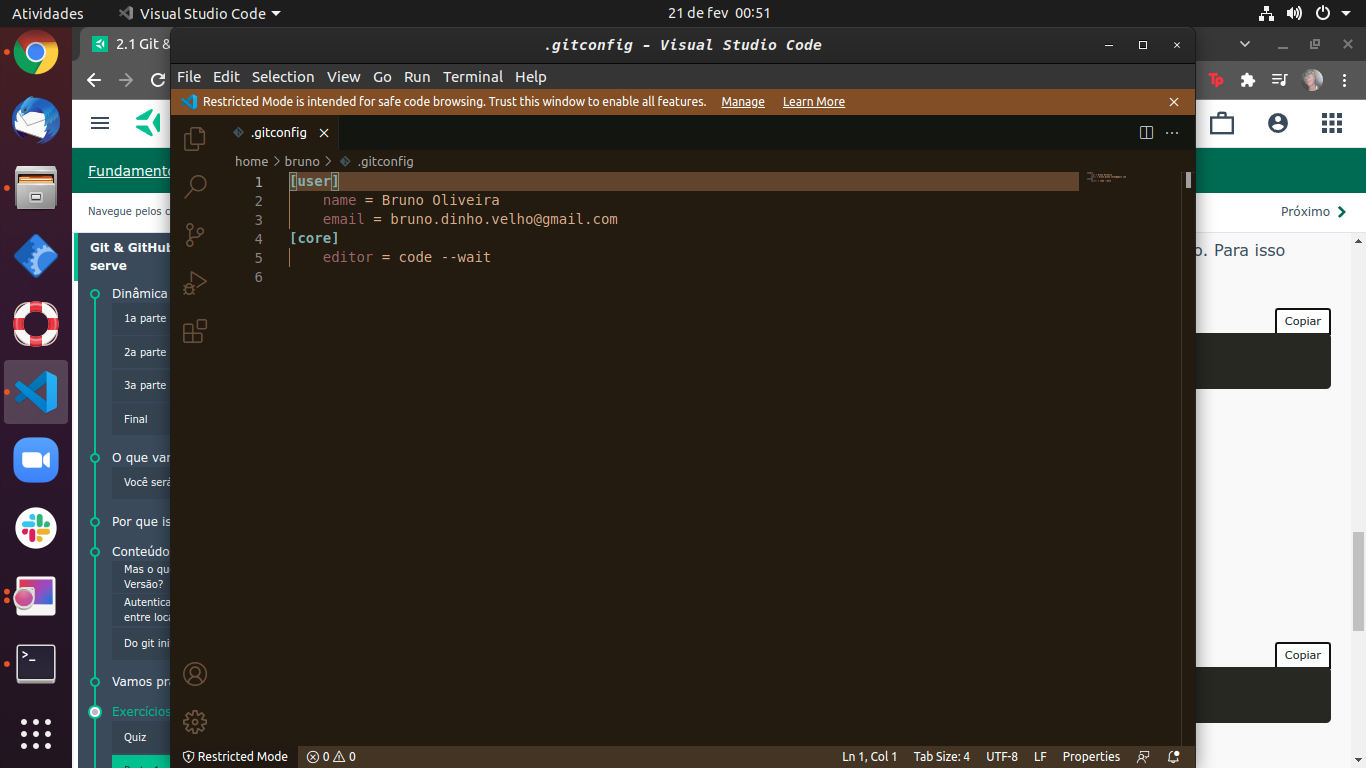 Atividades
Visual Studio Code
21 de fev 00:51
2.1 Git &
.gitconfig - Visual Studio Code
File Edit Selection View Go Run Terminal Help
Restricted Mode is intended for safe code browsing. Trust this window to enable all features. Manage Learn More
.gitconfig
home > bruno > .gitconfig
1 [user]
2 name = Bruno Oliveira
3 email = bruno.dinho.velho@gmail.com
4 [core]
5 editor = code --wait
6
Fundamento
Navegue pelos c
Próximo
Git & GitHub
serve
o. Para isso
Dinâmica
1a parte
Copiar
2a parte
3a parte
Final
O que var
Você será
Por que is
Conteúdo
Mas o qu
Versão?
Autentica
entre loca
Do git ini
Copiar
Vamos pra
Exercícios
Quiz
Restricted Mode 0 0
Ln 1, Col 1 Tab Size: 4 UTF-8 LF Properties